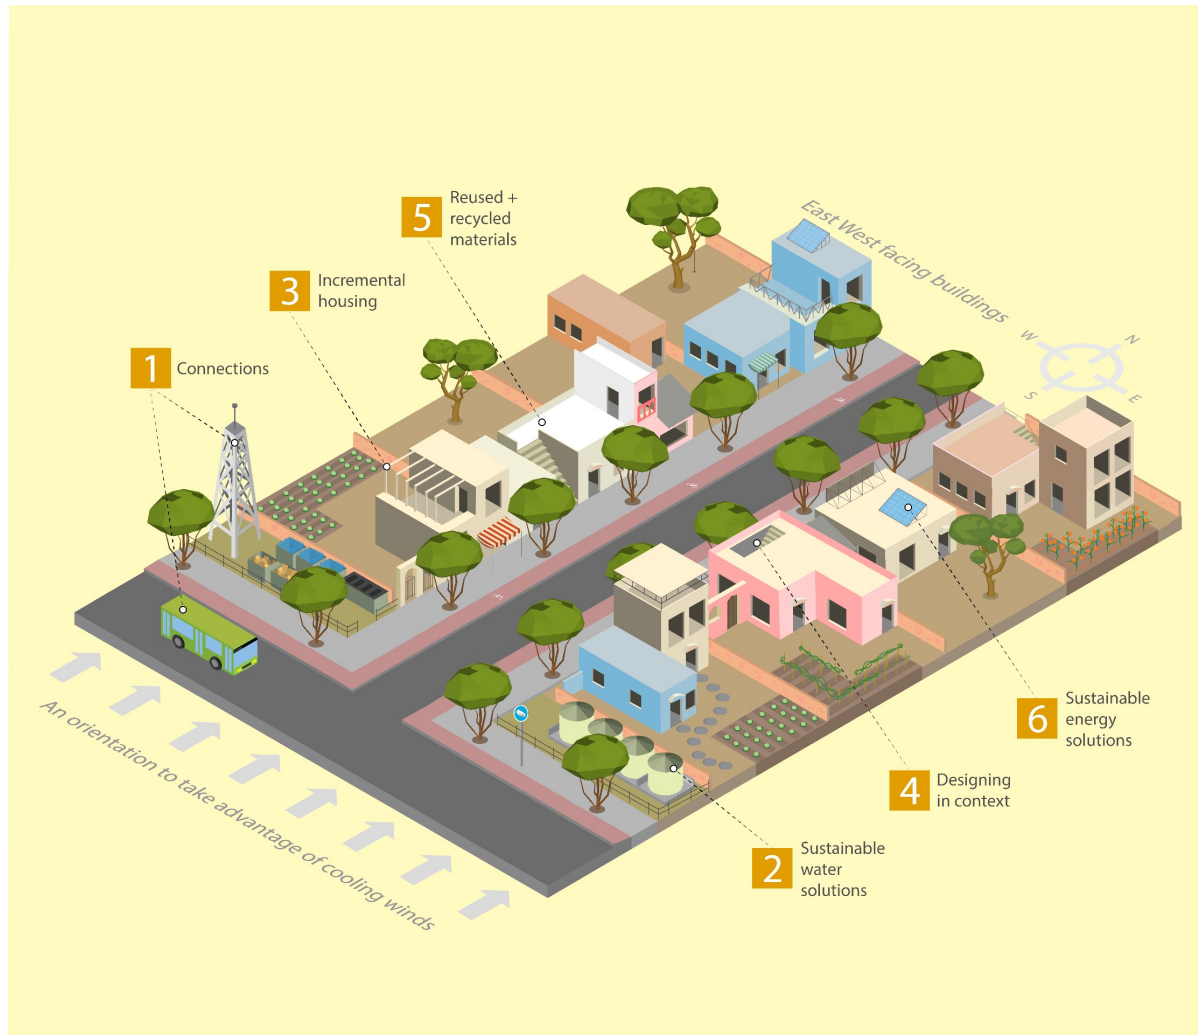 5
Reused +
recycled
materials
East West facing buildings
3
Incremental
housing
W
N
S
E
1
Connections
6
Sustainable
energy
solutions
An orientation to take advantage of cooling winds
4
Designing
in context
2
Sustainable
water
solutions